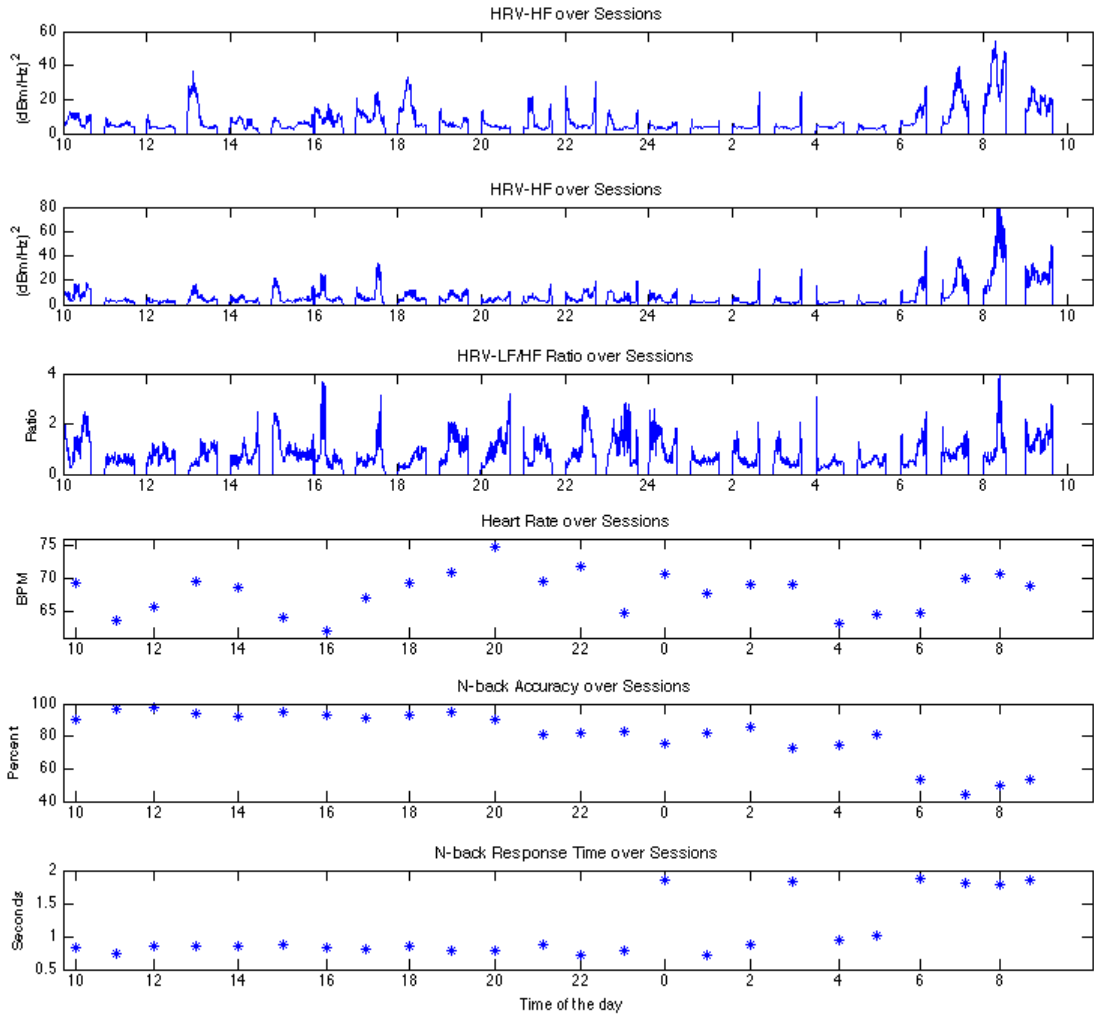 HRV-HF over Sessions
60
40
20
0
(dBm/Hz)^2
10 12 14 16 18 20 22 24 2 4 6 8 10
HRV-HF over Sessions
80
60
40
20
0
(dBm/Hz)^2
10 12 14 16 18 20 22 24 2 4 6 8 10
HRV-LF/HF Ratio over Sessions
4
2
0
Ratio
10 12 14 16 18 20 22 24 2 4 6 8 10
Heart Rate over Sessions
75
70
65
BPM
10 12 14 16 18 20 22 0 2 4 6 8
N-back Accuracy over Sessions
100
80
60
40
Percent
10 12 14 16 18 20 22 0 2 4 6 8
N-back Response Time over Sessions
2
1.5
1
0.5
Seconds
10 12 14 16 18 20 22 0 2 4 6 8
Time of the day